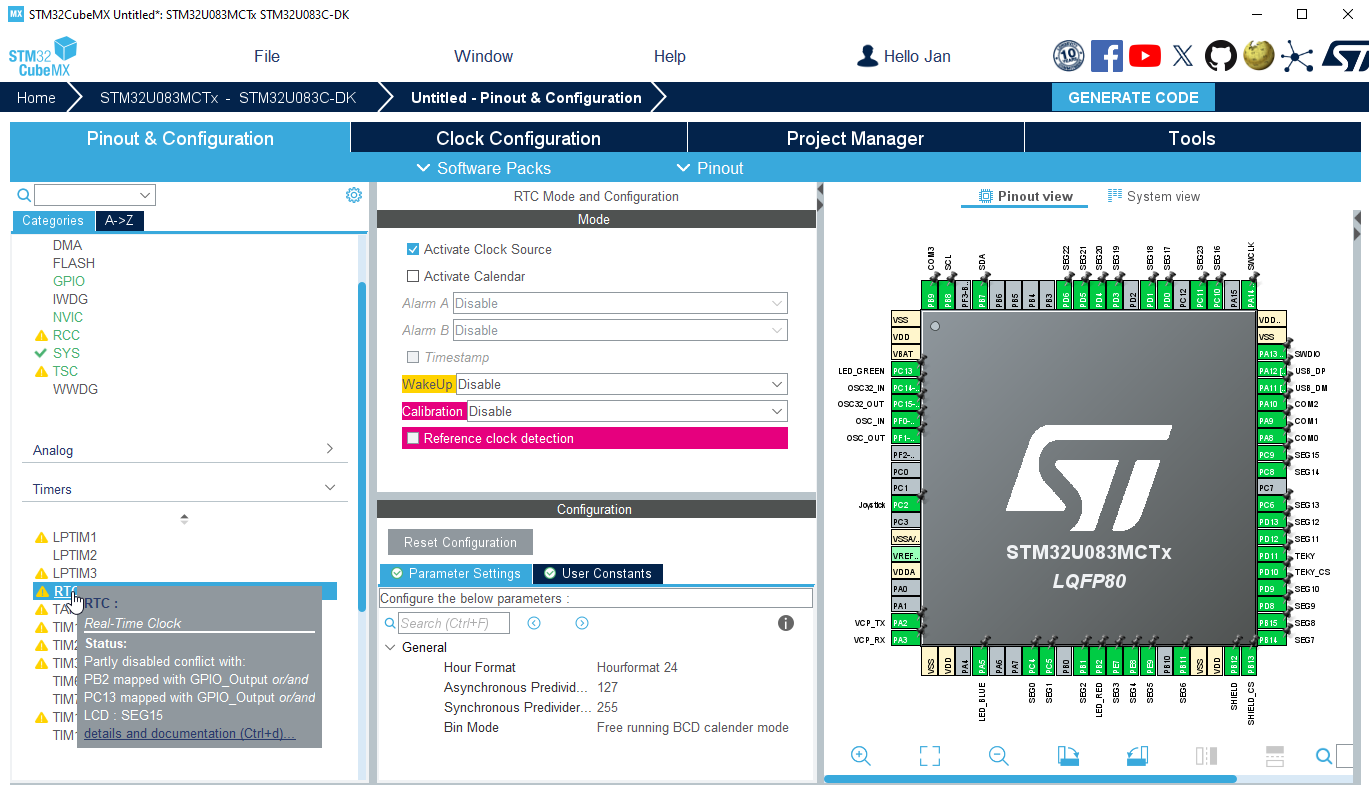 MX STM32CubeMX Untitled*: STM32U083MCTx STM32U083C-DK
STM32
CubeMX
File
Window
Help
Hello Jan
10
Home
STM32U083MCTx - STM32U083C-DK
Untitled - Pinout & Configuration
GENERATE CODE
Pinout & Configuration
Clock Configuration
Project Manager
Tools
Software Packs
Pinout
Categories
A->Z
DMA
FLASH
GPIO
IWDG
NVIC
RCC
SYS
TSC
WWDG
Analog
Timers
LPTIM1
LPTIM2
LPTIM3
RTC
RTC :
Real-Time Clock
Status:
Partly disabled conflict with:
PB2 mapped with GPIO_Output or/and
PC13 mapped with GPIO_Output or/and
LCD : SEG15
details and documentation (Ctrl+d)...
RTC Mode and Configuration
Mode
Activate Clock Source
Activate Calendar
Alarm A Disable
Alarm B Disable
Timestamp
WakeUp Disable
Calibration Disable
Reference clock detection
Configuration
Reset Configuration
Parameter Settings
User Constants
Configure the below parameters :
Search (Ctrl+F)
General
Hour Format Hourformat 24
Asynchronous Predivid... 127
Synchronous Predivider... 255
Bin Mode Free running BCD calender mode
Pinout view
System view
COM3
SCL
SDA
SEG22
SEG21
SEG20
SEG19
SEG18
SEG17
SEG23
SEG16
SWCLK
PB9
PB8
PF3-B..
PB7
PB6
PB5
PB4
PB3
PD6
PD5
PD4
PD3
PD2
PD1
PD0
PC12
PC11
PC10
PA15
PA14..
VSS
VDD
VBAT
LED_GREEN PC13
OSC32_IN PC14-..
OSC32_OUT PC15-..
OSC_IN PF0-..
OSC_OUT PF1-..
PF2-..
PC0
PC1
Joystick PC2
PC3
VSSA/..
VREF..
VDDA
PA0
PA1
VCP_TX PA2
VCP_RX PA3
STM32U083MCTx
LQFP80
VDD..
VSS
PA13.. SWDIO
PA12 [.. USB_DP
PA11 [.. USB_DM
PA10 COM2
PA9 COM1
PA8 COM0
PC9 SEG15
PC8 SEG14
PC7
PC6 SEG13
PD13 SEG12
PD12 SEG11
PD11 TEKY
PD10 TEKY_CS
PD9 SEG10
PD8 SEG9
PB15 SEG8
PB14 SEG7
VSS
VDD
PA4
PA5
PA6
PA7
PC4
PC5
PB0
PB1
PB2
PE7
PE8
PE9
PB10
PB11
VSS
VDD
PB12
PB13
LED_BLUE
SEG0
SEG1
SEG2
LED_RED
SEG3
SEG4
SEG5
SEG6
SHIELD
SHIELD_CS